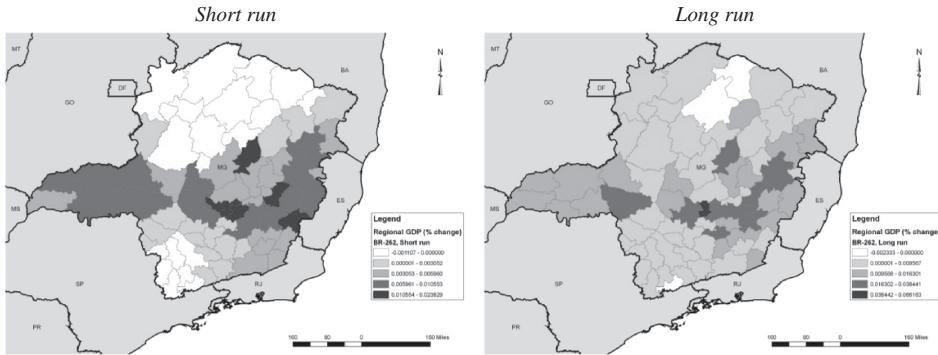 Short run
MT
BA
DF
GO
MG
MS
ES
SP
RJ
PR
N
Legend
Regional GDP (% change)
BR-262, Short run
-0.001107 - 0.000000
0.000001 - 0.003052
0.003053 - 0.005960
0.005961 - 0.010553
0.010554 - 0.023829
160 80 0 160 Miles
Long run
MT
BA
DF
GO
MG
MS
ES
SP
RJ
PR
N
Legend
Regional GDP (% change)
BR-262, Long run
-0.002333 - 0.000000
0.000001 - 0.009567
0.009568 - 0.016301
0.016302 - 0.036441
0.036442 - 0.066163
160 80 0 160 Miles